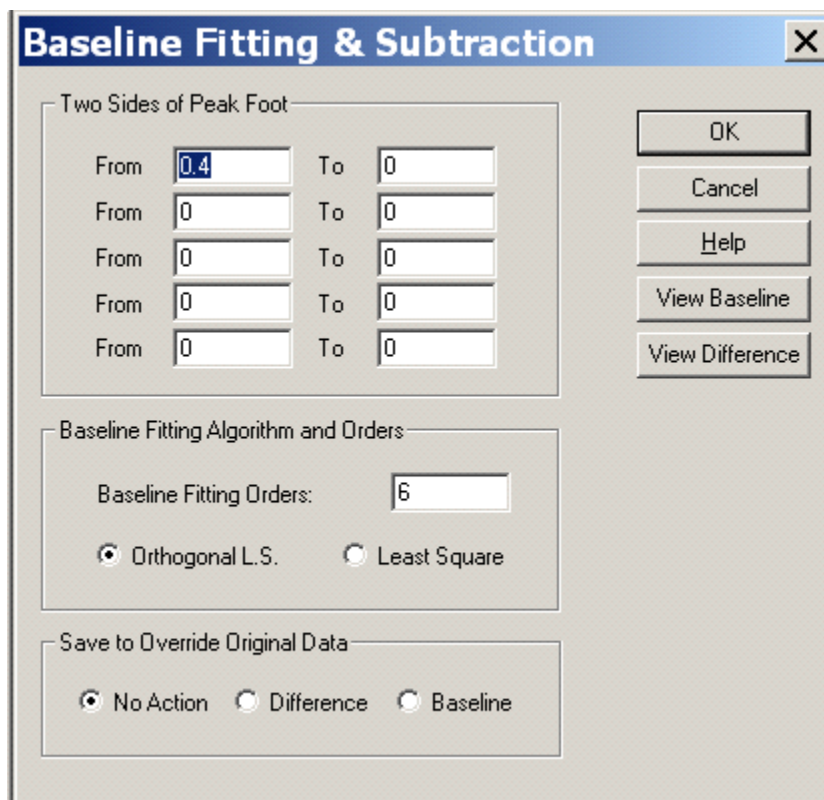 Baseline Fitting & Subtraction
Two Sides of Peak Foot
From 0.4 To 0
From 0 To 0
From 0 To 0
From 0 To 0
From 0 To 0
OK
Cancel
Help
View Baseline
View Difference
Baseline Fitting Algorithm and Orders
Baseline Fitting Orders: 6
Orthogonal L.S. Least Square
Save to Override Original Data
No Action Difference Baseline